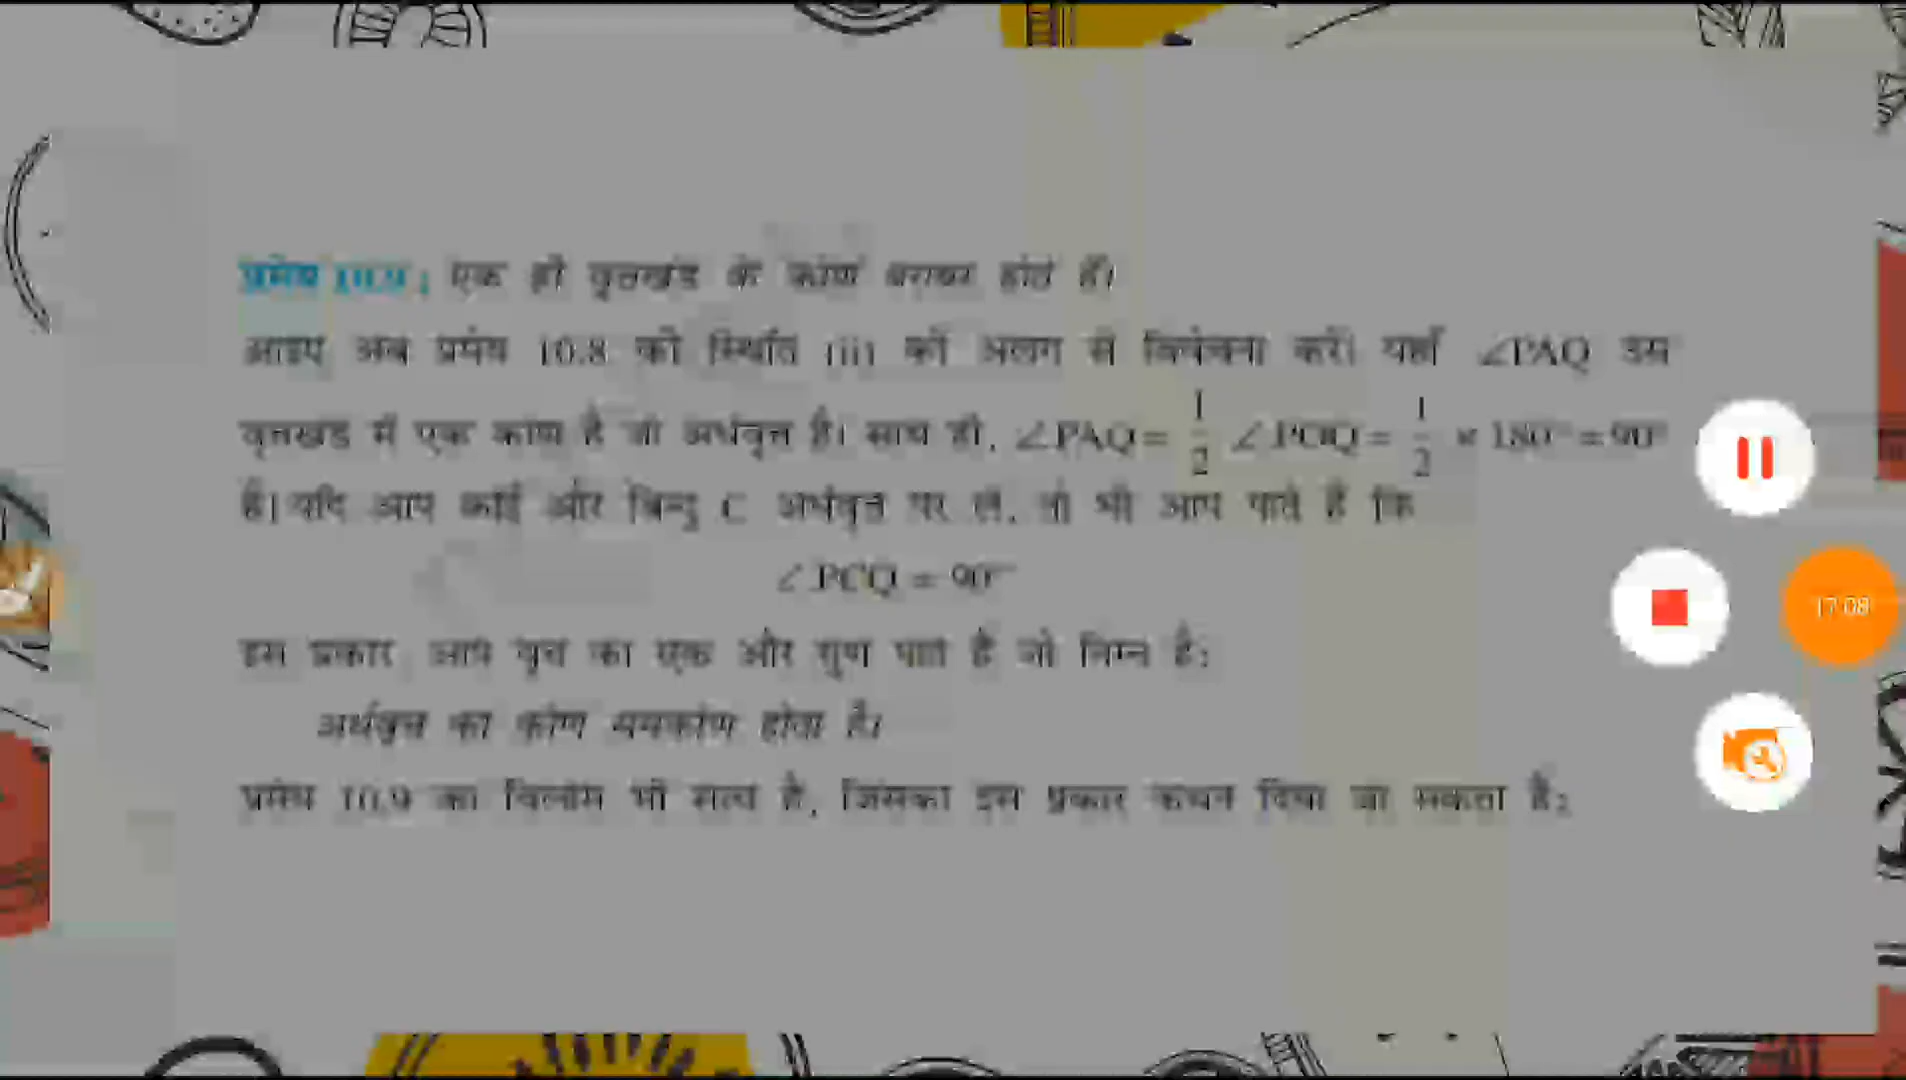 प्रमेय 10.9 : एक ही वृत्तखंड के कोण बराबर होते हैं।
आइए अब प्रमेय 10.8 की स्थिति (ii) की अलग से विवेचना करें। यहाँ ∠PAQ उस
वृत्तखंड में एक कोण है जो अर्धवृत्त है। साथ ही, ∠PAQ = 1/2 ∠POQ = 1/2 × 180° = 90°
है। यदि आप कोई और बिन्दु C अर्धवृत्त पर लें, तो भी आप पाते हैं कि
∠PCQ = 90°
इस प्रकार आप वृत्त का एक और गुण पाते हैं जो निम्न है:
अर्धवृत्त का कोण समकोण होता है।
प्रमेय 10.9 का विलोम भी सत्य है, जिसका इस प्रकार कथन दिया जा सकता है:
17:08